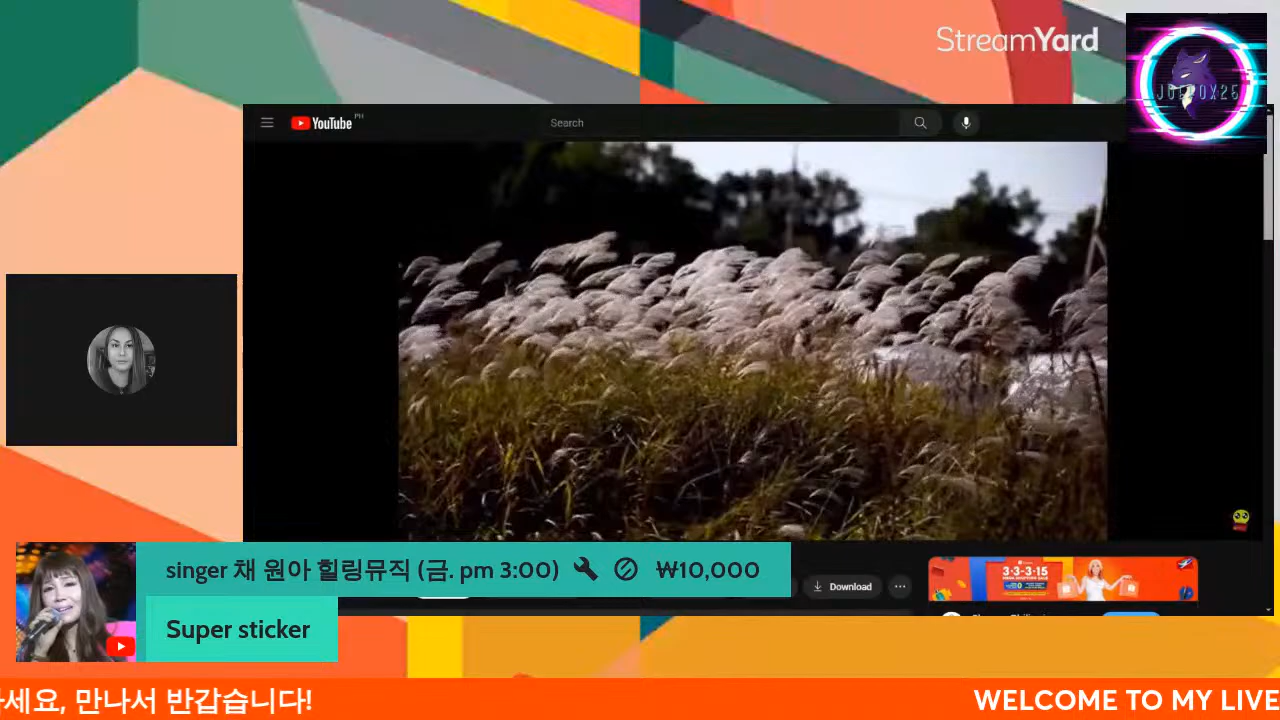 StreamYard
JOEFOX25
YouTube PH
Search
singer 채 원아 힐링뮤직 (금. pm 3:00) ₩10,000
Super sticker
Download
3-3-3-15
세요, 만나서 반갑습니다!
WELCOME TO MY LIVE